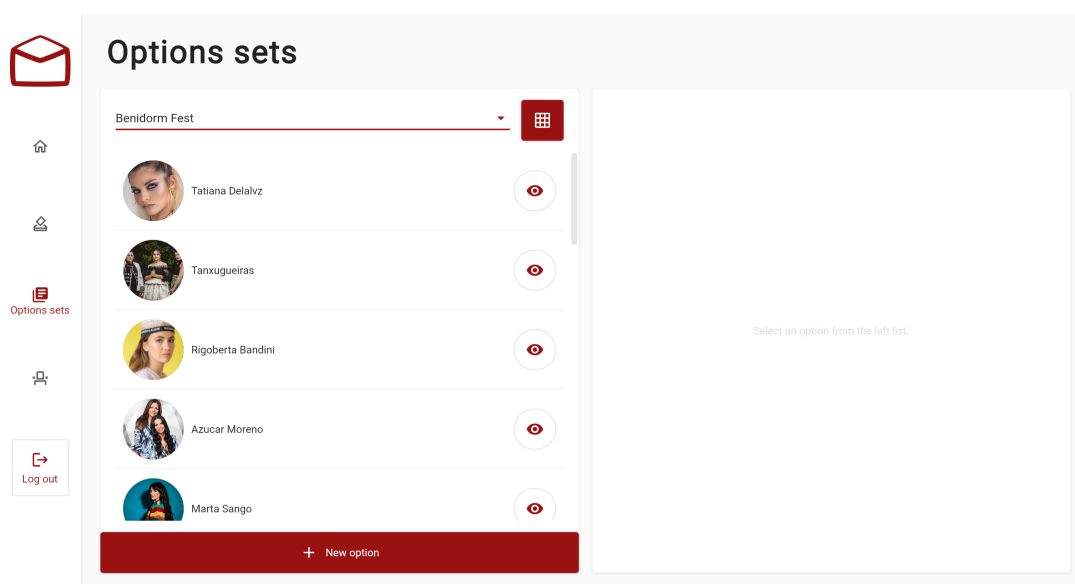 Options sets
Benidorm Fest
Tatiana Delalvz
Tanxugueiras
Rigoberta Bandini
Azucar Moreno
Marta Sango
New option
Select an option from the left list.
Options sets
Log out